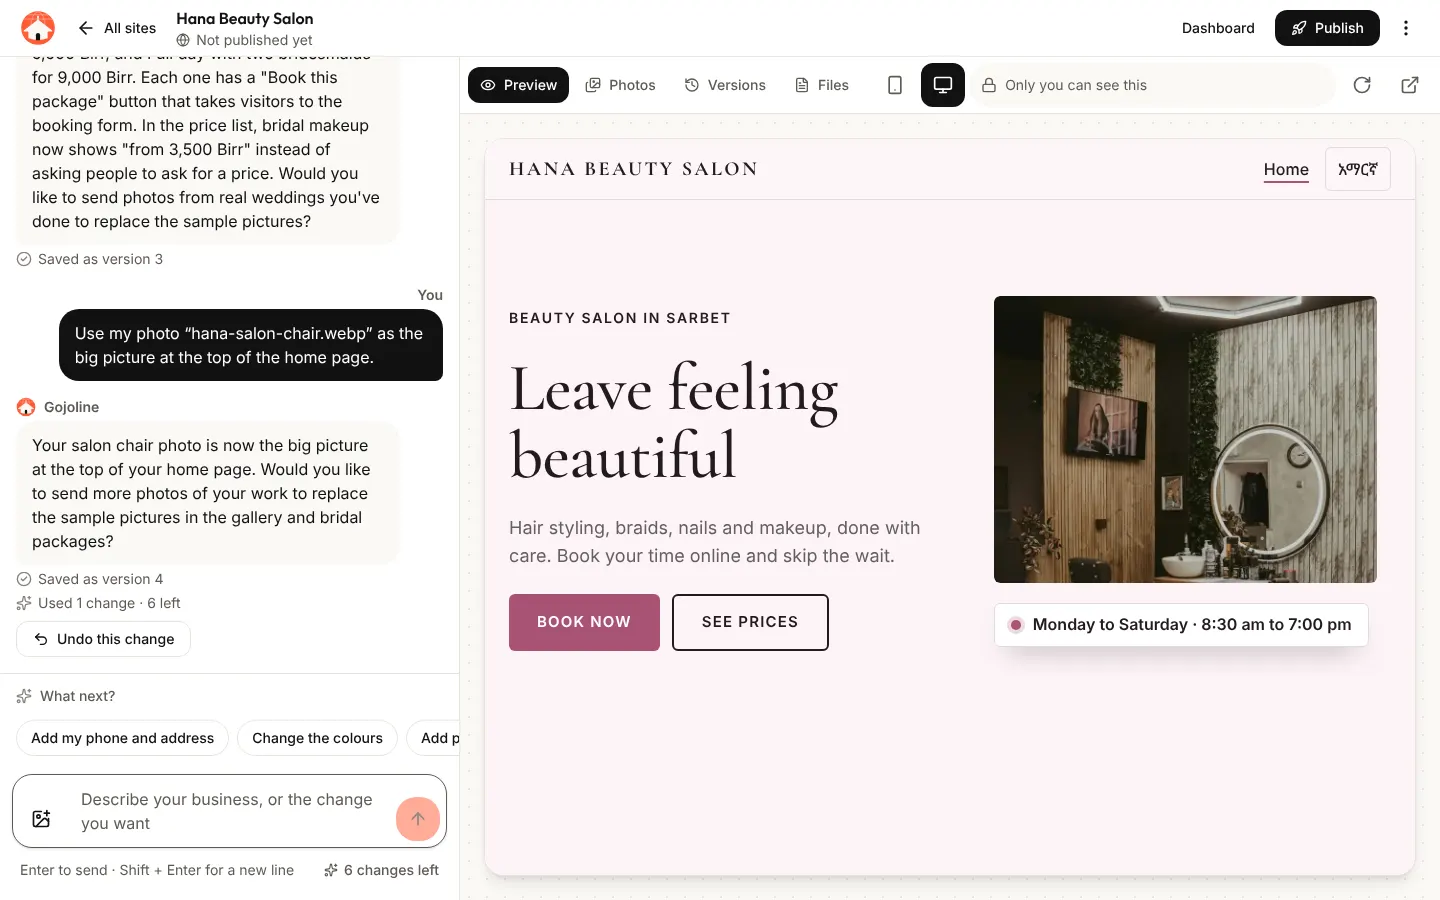 All sites
Hana Beauty Salon
Not published yet
Dashboard
Publish
for 9,000 Birr. Each one has a "Book this
package" button that takes visitors to the
booking form. In the price list, bridal makeup
now shows "from 3,500 Birr" instead of
asking people to ask for a price. Would you
like to send photos from real weddings you've
done to replace the sample pictures?
Saved as version 3
You
Use my photo “hana-salon-chair.webp” as the
big picture at the top of the home page.
Gojoline
Your salon chair photo is now the big picture
at the top of your home page. Would you like
to send more photos of your work to replace
the sample pictures in the gallery and bridal
packages?
Saved as version 4
Used 1 change · 6 left
Undo this change
What next?
Add my phone and address
Change the colours
Add
Describe your business, or the change
you want
Enter to send · Shift + Enter for a new line
6 changes left
Preview
Photos
Versions
Files
Only you can see this
HANA BEAUTY SALON
Home
አማርኛ
BEAUTY SALON IN SARBET
Leave feeling
beautiful
Hair styling, braids, nails and makeup, done with
care. Book your time online and skip the wait.
BOOK NOW
SEE PRICES
Monday to Saturday · 8:30 am to 7:00 pm